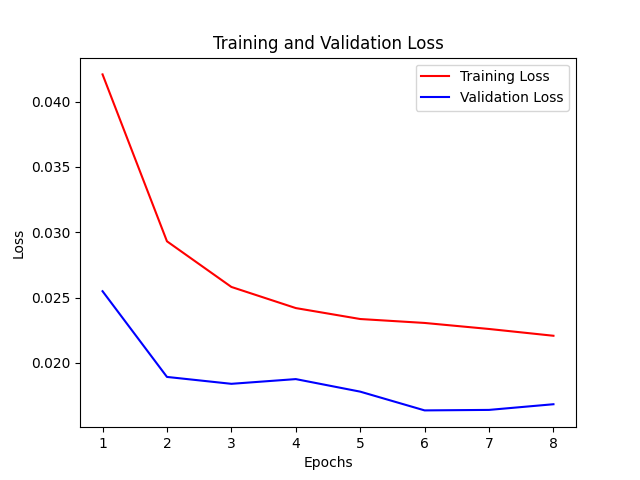 Training and Validation Loss
Training Loss
Validation Loss
0.040
0.035
0.030
0.025
0.020
Loss
1 2 3 4 5 6 7 8
Epochs